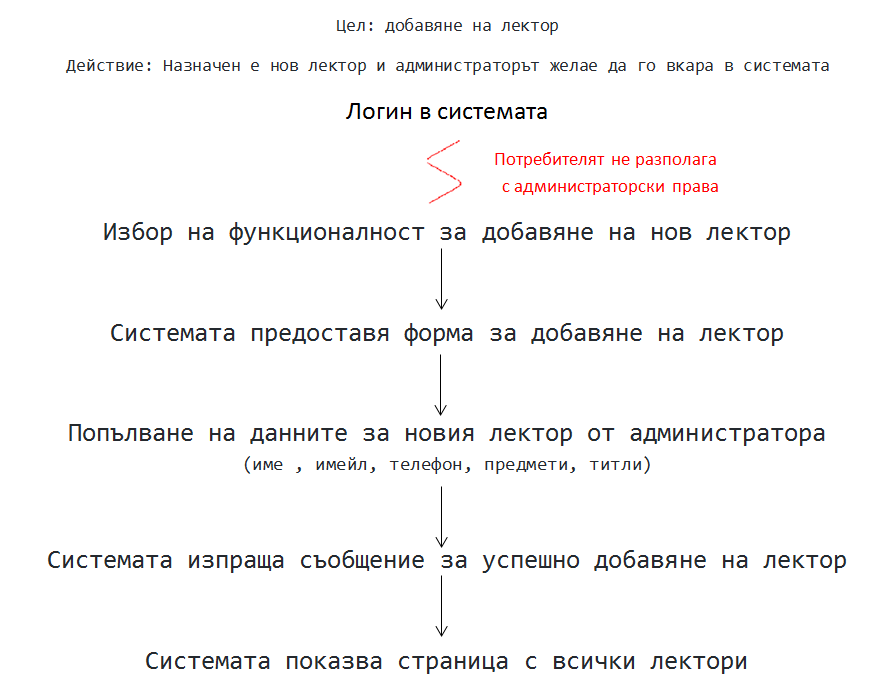 Цел: добавяне на лектор
Действие: Назначен е нов лектор и администраторът желае да го вкара в системата
Логин в системата
Потребителят не разполага
с администраторски права
Избор на функционалност за добавяне на нов лектор
Системата предоставя форма за добавяне на лектор
Попълване на данните за новия лектор от администратора
(име , имейл, телефон, предмети, титли)
Системата изпраща съобщение за успешно добавяне на лектор
Системата показва страница с всички лектори